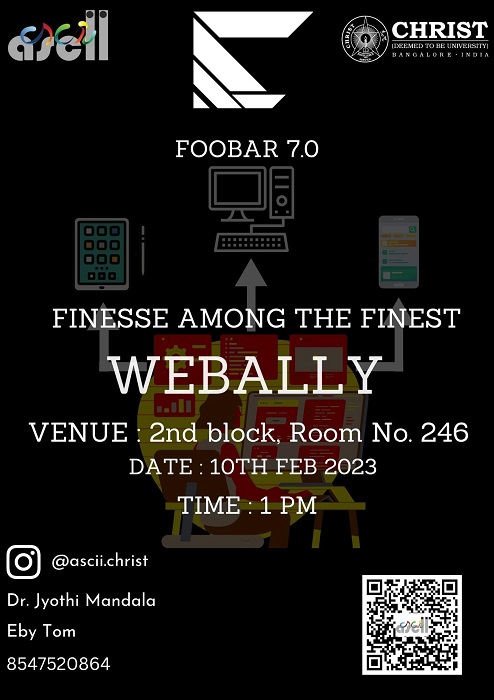 ascii
CHRIST
(DEEMED TO BE UNIVERSITY)
BANGALORE · INDIA
FOOBAR 7.0
FINESSE AMONG THE FINEST
WEBALLY
VENUE : 2nd block, Room No. 246
DATE : 10TH FEB 2023
TIME : 1 PM
@ascii.christ
Dr. Jyothi Mandala
Eby Tom
8547520864
ascii